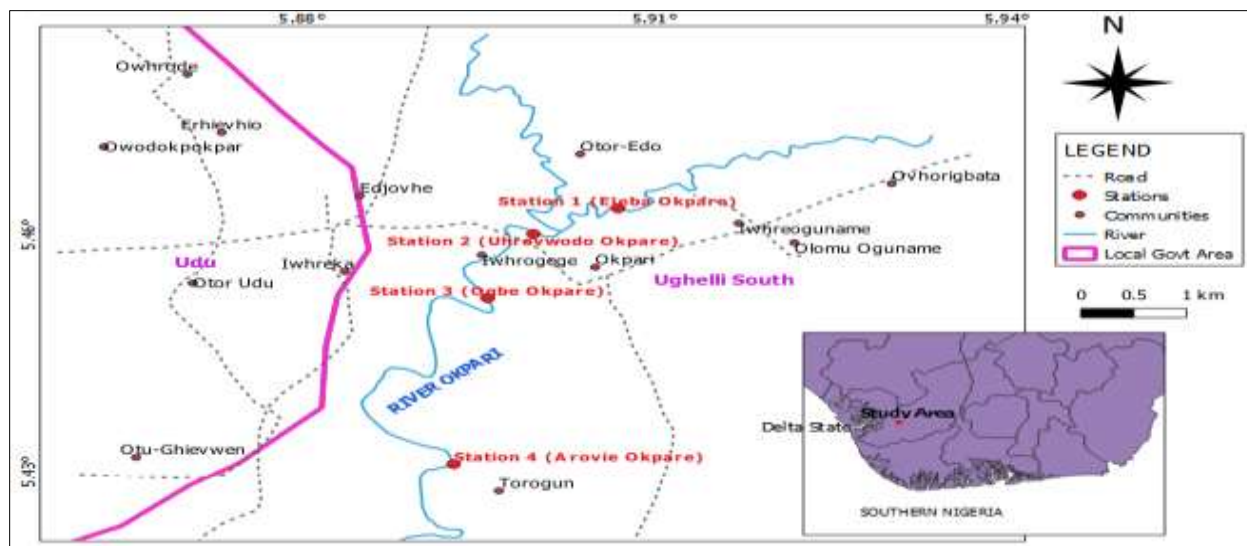 5.88°
5.91°
5.94°
N
Owhrode
Erhievhio
Owodokpokpar
Otor-Edo
LEGEND
Road
Stations
Communities
River
Local Govt Area
Ovhorigbata
Edjovhe
Station 1 (Ejeba Okpare)
5.46°
Iwhreoguname
Station 2 (Uhreywodo Okpare)
Olomu Oguname
Udu
Iwhreka
Iwhrogege
Okpari
Ughelli South
Otor Udu
Station 3 (Ogbe Okpare)
0 0.5 1 km
RIVER OKPARI
Study Area
Delta State
Otu-Ghievwen
5.43°
Station 4 (Arovie Okpare)
Torogun
SOUTHERN NIGERIA